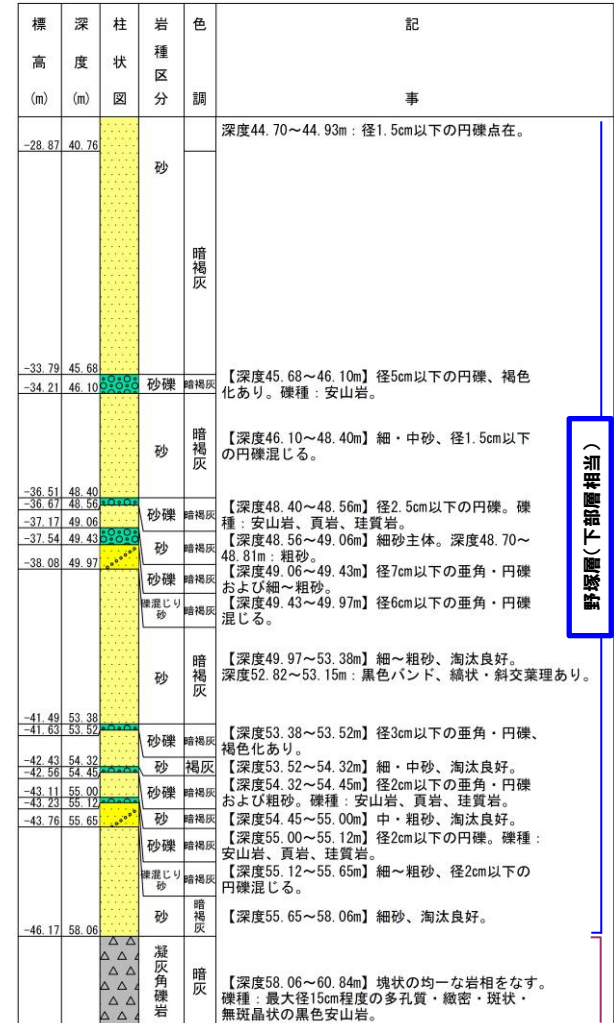 標高(m) 深度(m) 柱状図 岩種区分 色調 記事
深度44.70～44.93m：径1.5cm以下の円礫点在。
-28.87 40.76
砂
暗褐灰
-33.79 45.68
-34.21 46.10 砂礫 暗褐灰
【深度45.68～46.10m】径5cm以下の円礫、褐色
化あり。礫種：安山岩。
砂 暗褐灰
【深度46.10～48.40m】細・中砂、径1.5cm以下
の円礫混じる。
-36.51 48.40
-36.67 48.56
-37.17 49.06
-37.54 49.43
-38.08 49.97
砂礫 暗褐灰
【深度48.40～48.56m】径2.5cm以下の円礫。礫
種：安山岩、頁岩、珪質岩。
砂 暗褐灰
【深度48.56～49.06m】細砂主体。深度48.70～
48.81m：粗砂。
砂礫 暗褐灰
【深度49.06～49.43m】径7cm以下の亜角・円礫
および細～粗砂。
礫混じり砂 暗褐灰
【深度49.43～49.97m】径6cm以下の亜角・円礫
混じる。
砂 暗褐灰
【深度49.97～53.38m】細～粗砂、淘汰良好。
深度52.82～53.15m：黒色バンド、縞状・斜交葉理あり。
-41.49 53.38
-41.63 53.52
-42.43 54.32
-42.56 54.45
-43.11 55.00
-43.23 55.12
-43.76 55.65
砂礫 暗褐灰
【深度53.38～53.52m】径3cm以下の亜角・円礫、
褐色化あり。
砂 褐灰
【深度53.52～54.32m】細・中砂、淘汰良好。
砂礫 暗褐灰
【深度54.32～54.45m】径2cm以下の亜角・円礫
および粗砂。礫種：安山岩、頁岩、珪質岩。
砂 暗褐灰
【深度54.45～55.00m】中・粗砂、淘汰良好。
砂礫 暗褐灰
【深度55.00～55.12m】径2cm以下の円礫。礫種：
安山岩、頁岩、珪質岩。
礫混じり砂 暗褐灰
【深度55.12～55.65m】細～粗砂、径2cm以下の
円礫混じる。
砂 暗褐灰
【深度55.65～58.06m】細砂、淘汰良好。
-46.17 58.06
凝灰角礫岩 暗灰
【深度58.06～60.84m】塊状の均一な岩相をなす。
礫種：最大径15cm程度の多孔質・緻密・斑状・
無斑晶状の黒色安山岩。
野塚層(下部層相当)